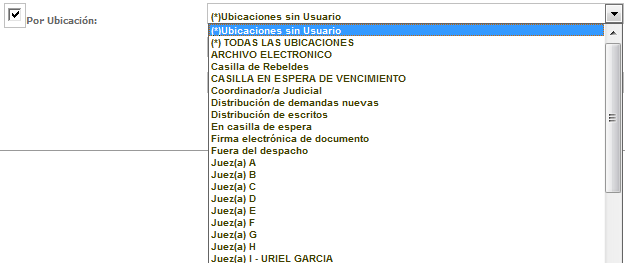 Por Ubicación:
(*)Ubicaciones sin Usuario
(*)Ubicaciones sin Usuario
(*) TODAS LAS UBICACIONES
ARCHIVO ELECTRONICO
Casilla de Rebeldes
CASILLA EN ESPERA DE VENCIMIENTO
Coordinador/a Judicial
Distribución de demandas nuevas
Distribución de escritos
En casilla de espera
Firma electrónica de documento
Fuera del despacho
Juez(a) A
Juez(a) B
Juez(a) C
Juez(a) D
Juez(a) E
Juez(a) F
Juez(a) G
Juez(a) H
Juez(a) I - URIEL GARCIA